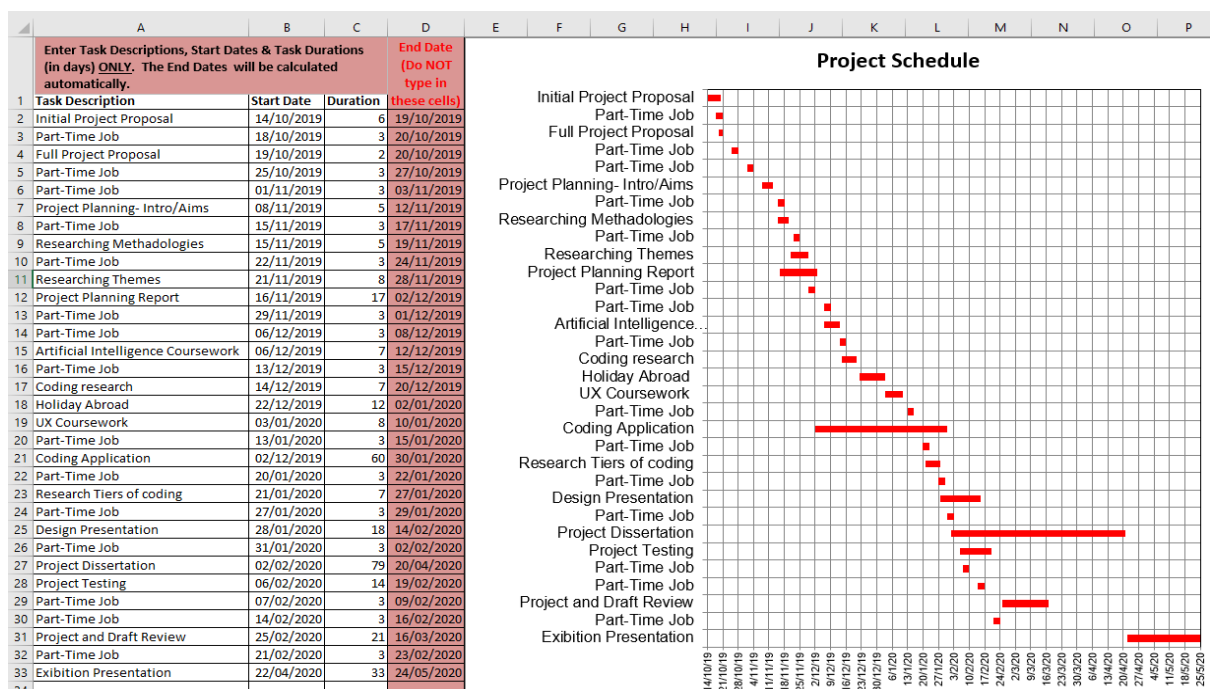 A B C D E F G H I J K L M N O P
Enter Task Descriptions, Start Dates & Task Durations
(in days) ONLY. The End Dates will be calculated
automatically.
End Date
(Do NOT
type in
these cells)
1 Task Description Start Date Duration
2 Initial Project Proposal 14/10/2019 6 19/10/2019
3 Part-Time Job 18/10/2019 3 20/10/2019
4 Full Project Proposal 19/10/2019 2 20/10/2019
5 Part-Time Job 25/10/2019 3 27/10/2019
6 Part-Time Job 01/11/2019 3 03/11/2019
7 Project Planning- Intro/Aims 08/11/2019 5 12/11/2019
8 Part-Time Job 15/11/2019 3 17/11/2019
9 Researching Methadologies 15/11/2019 5 19/11/2019
10 Part-Time Job 22/11/2019 3 24/11/2019
11 Researching Themes 21/11/2019 8 28/11/2019
12 Project Planning Report 16/11/2019 17 02/12/2019
13 Part-Time Job 29/11/2019 3 01/12/2019
14 Part-Time Job 06/12/2019 3 08/12/2019
15 Artificial Intelligence Coursework 06/12/2019 7 12/12/2019
16 Part-Time Job 13/12/2019 3 15/12/2019
17 Coding research 14/12/2019 7 20/12/2019
18 Holiday Abroad 22/12/2019 12 02/01/2020
19 UX Coursework 03/01/2020 8 10/01/2020
20 Part-Time Job 13/01/2020 3 15/01/2020
21 Coding Application 02/12/2019 60 30/01/2020
22 Part-Time Job 20/01/2020 3 22/01/2020
23 Research Tiers of coding 21/01/2020 7 27/01/2020
24 Part-Time Job 27/01/2020 3 29/01/2020
25 Design Presentation 28/01/2020 18 14/02/2020
26 Part-Time Job 31/01/2020 3 02/02/2020
27 Project Dissertation 02/02/2020 79 20/04/2020
28 Project Testing 06/02/2020 14 19/02/2020
29 Part-Time Job 07/02/2020 3 09/02/2020
30 Part-Time Job 14/02/2020 3 16/02/2020
31 Project and Draft Review 25/02/2020 21 16/03/2020
32 Part-Time Job 21/02/2020 3 23/02/2020
33 Exibition Presentation 22/04/2020 33 24/05/2020
Project Schedule
Initial Project Proposal
Part-Time Job
Full Project Proposal
Part-Time Job
Part-Time Job
Project Planning- Intro/Aims
Part-Time Job
Researching Methadologies
Part-Time Job
Researching Themes
Project Planning Report
Part-Time Job
Part-Time Job
Artificial Intelligence...
Part-Time Job
Coding research
Holiday Abroad
UX Coursework
Part-Time Job
Coding Application
Part-Time Job
Research Tiers of coding
Part-Time Job
Design Presentation
Part-Time Job
Project Dissertation
Project Testing
Part-Time Job
Part-Time Job
Project and Draft Review
Part-Time Job
Exibition Presentation
14/10/19
21/10/19
28/10/19
4/11/19
11/11/19
18/11/19
25/11/19
2/12/19
9/12/19
16/12/19
23/12/19
30/12/19
6/1/20
13/1/20
20/1/20
27/1/20
3/2/20
10/2/20
17/2/20
24/2/20
2/3/20
9/3/20
16/3/20
23/3/20
30/3/20
6/4/20
13/4/20
20/4/20
27/4/20
4/5/20
11/5/20
18/5/20
25/5/20